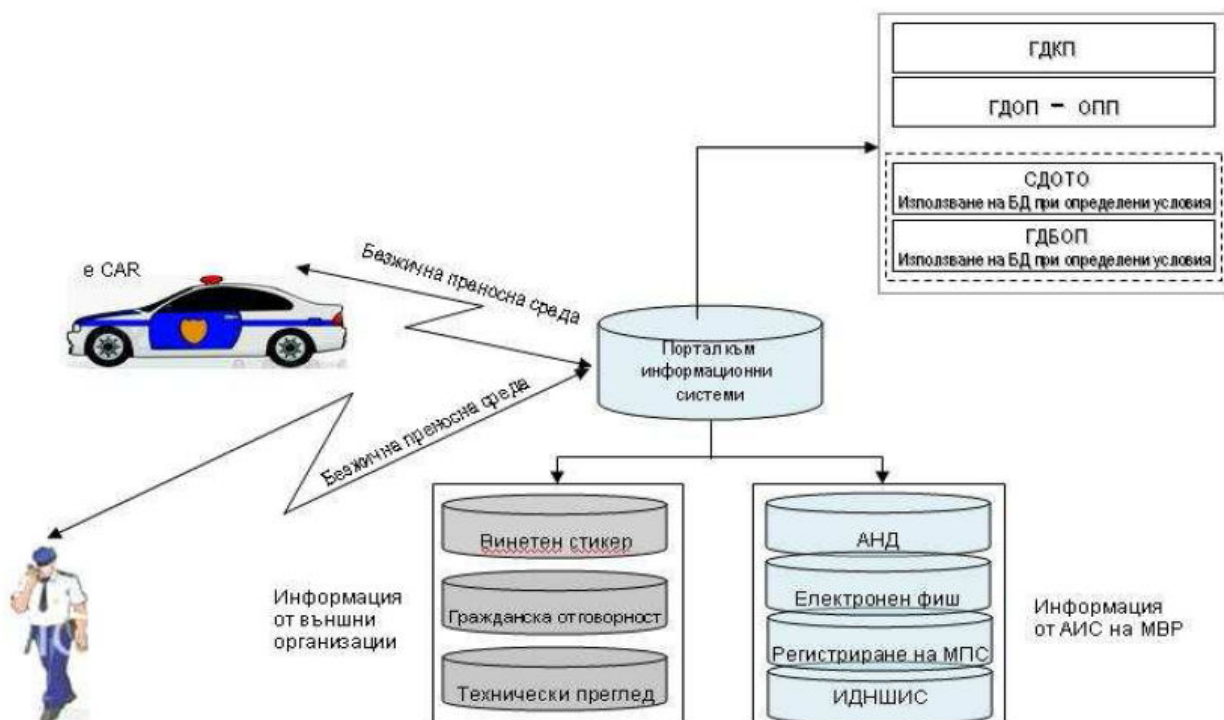 ГДКП
ГДОП - ОПП
СДОТО
Използване на БД при определени условия
ГДБОП
Използване на БД при определени условия
e CAR
Безжична преносна среда
Портал към
информационни
системи
Безжична преносна среда
Информация
от външни
организации
Винетен стикер
Гражданска отговорност
Технически преглед
АНД
Електронен фиш
Регистриране на МПС
ИДНШИС
Информация
от АИС на МВР